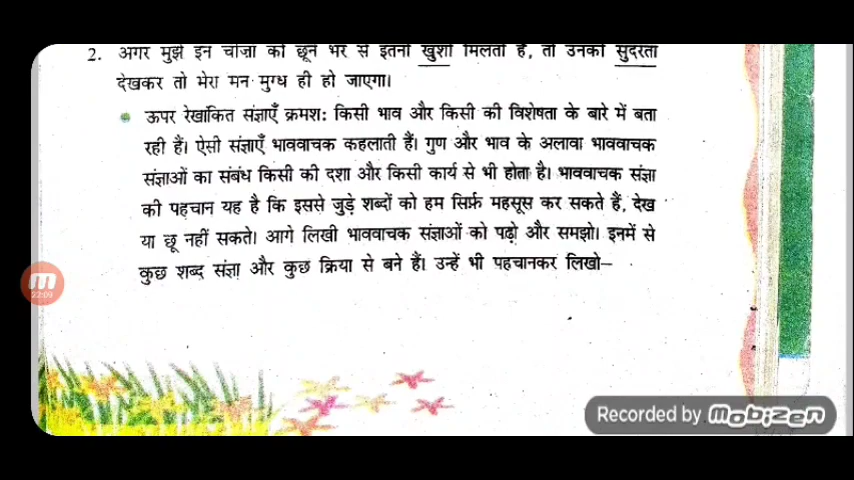 2. अगर मुझे इन चीज़ों को छूने भर से इतनी खुशी मिलती है, तो उनकी सुंदरता
देखकर तो मेरा मन मुग्ध ही हो जाएगा।
ऊपर रेखांकित संज्ञाएँ क्रमश: किसी भाव और किसी की विशेषता के बारे में बता
रही हैं। ऐसी संज्ञाएँ भाववाचक कहलाती हैं। गुण और भाव के अलावा भाववाचक
संज्ञाओं का संबंध किसी की दशा और किसी कार्य से भी होता है। भाववाचक संज्ञा
की पहचान यह है कि इससे जुड़े शब्दों को हम सिर्फ़ महसूस कर सकते हैं, देख
या छू नहीं सकते। आगे लिखी भाववाचक संज्ञाओं को पढ़ो और समझो। इनमें से
कुछ शब्द संज्ञा और कुछ क्रिया से बने हैं। उन्हें भी पहचानकर लिखो–
22:09
Recorded by Mobizen